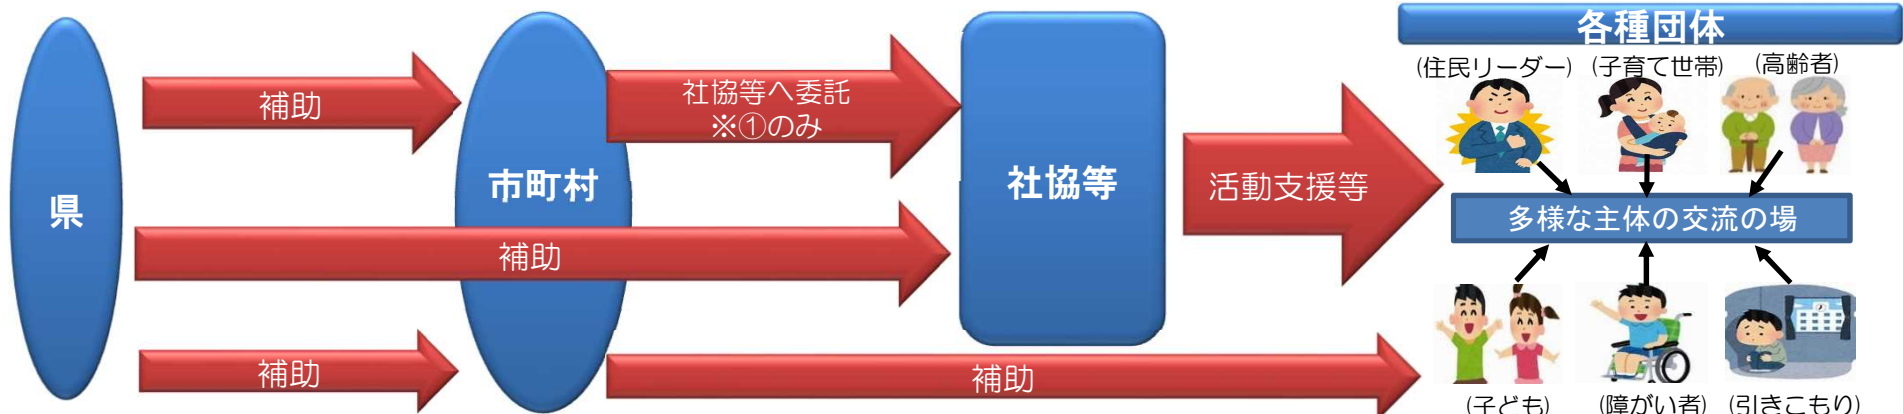 各種団体
(住民リーダー) (子育て世帯) (高齢者)
補助
社協等へ委託
※①のみ
県
市町村
社協等
活動支援等
多様な主体の交流の場
補助
補助
補助
(子ども) (障がい者) (引きこもり)